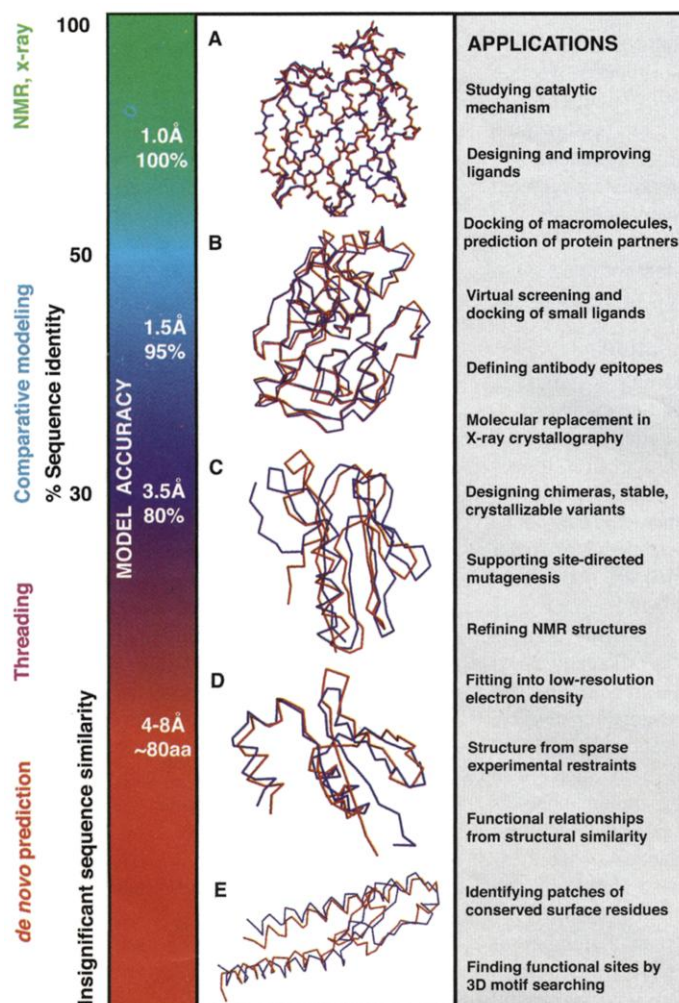 NMR, x-ray
Comparative modeling
Threading
de novo prediction
% Sequence identity
Insignificant sequence similarity
100
50
30
MODEL ACCURACY
1.0Å
100%
1.5Å
95%
3.5Å
80%
4-8Å
~80aa
A
B
C
D
E
APPLICATIONS
Studying catalytic
mechanism
Designing and improving
ligands
Docking of macromolecules,
prediction of protein partners
Virtual screening and
docking of small ligands
Defining antibody epitopes
Molecular replacement in
X-ray crystallography
Designing chimeras, stable,
crystallizable variants
Supporting site-directed
mutagenesis
Refining NMR structures
Fitting into low-resolution
electron density
Structure from sparse
experimental restraints
Functional relationships
from structural similarity
Identifying patches of
conserved surface residues
Finding functional sites by
3D motif searching